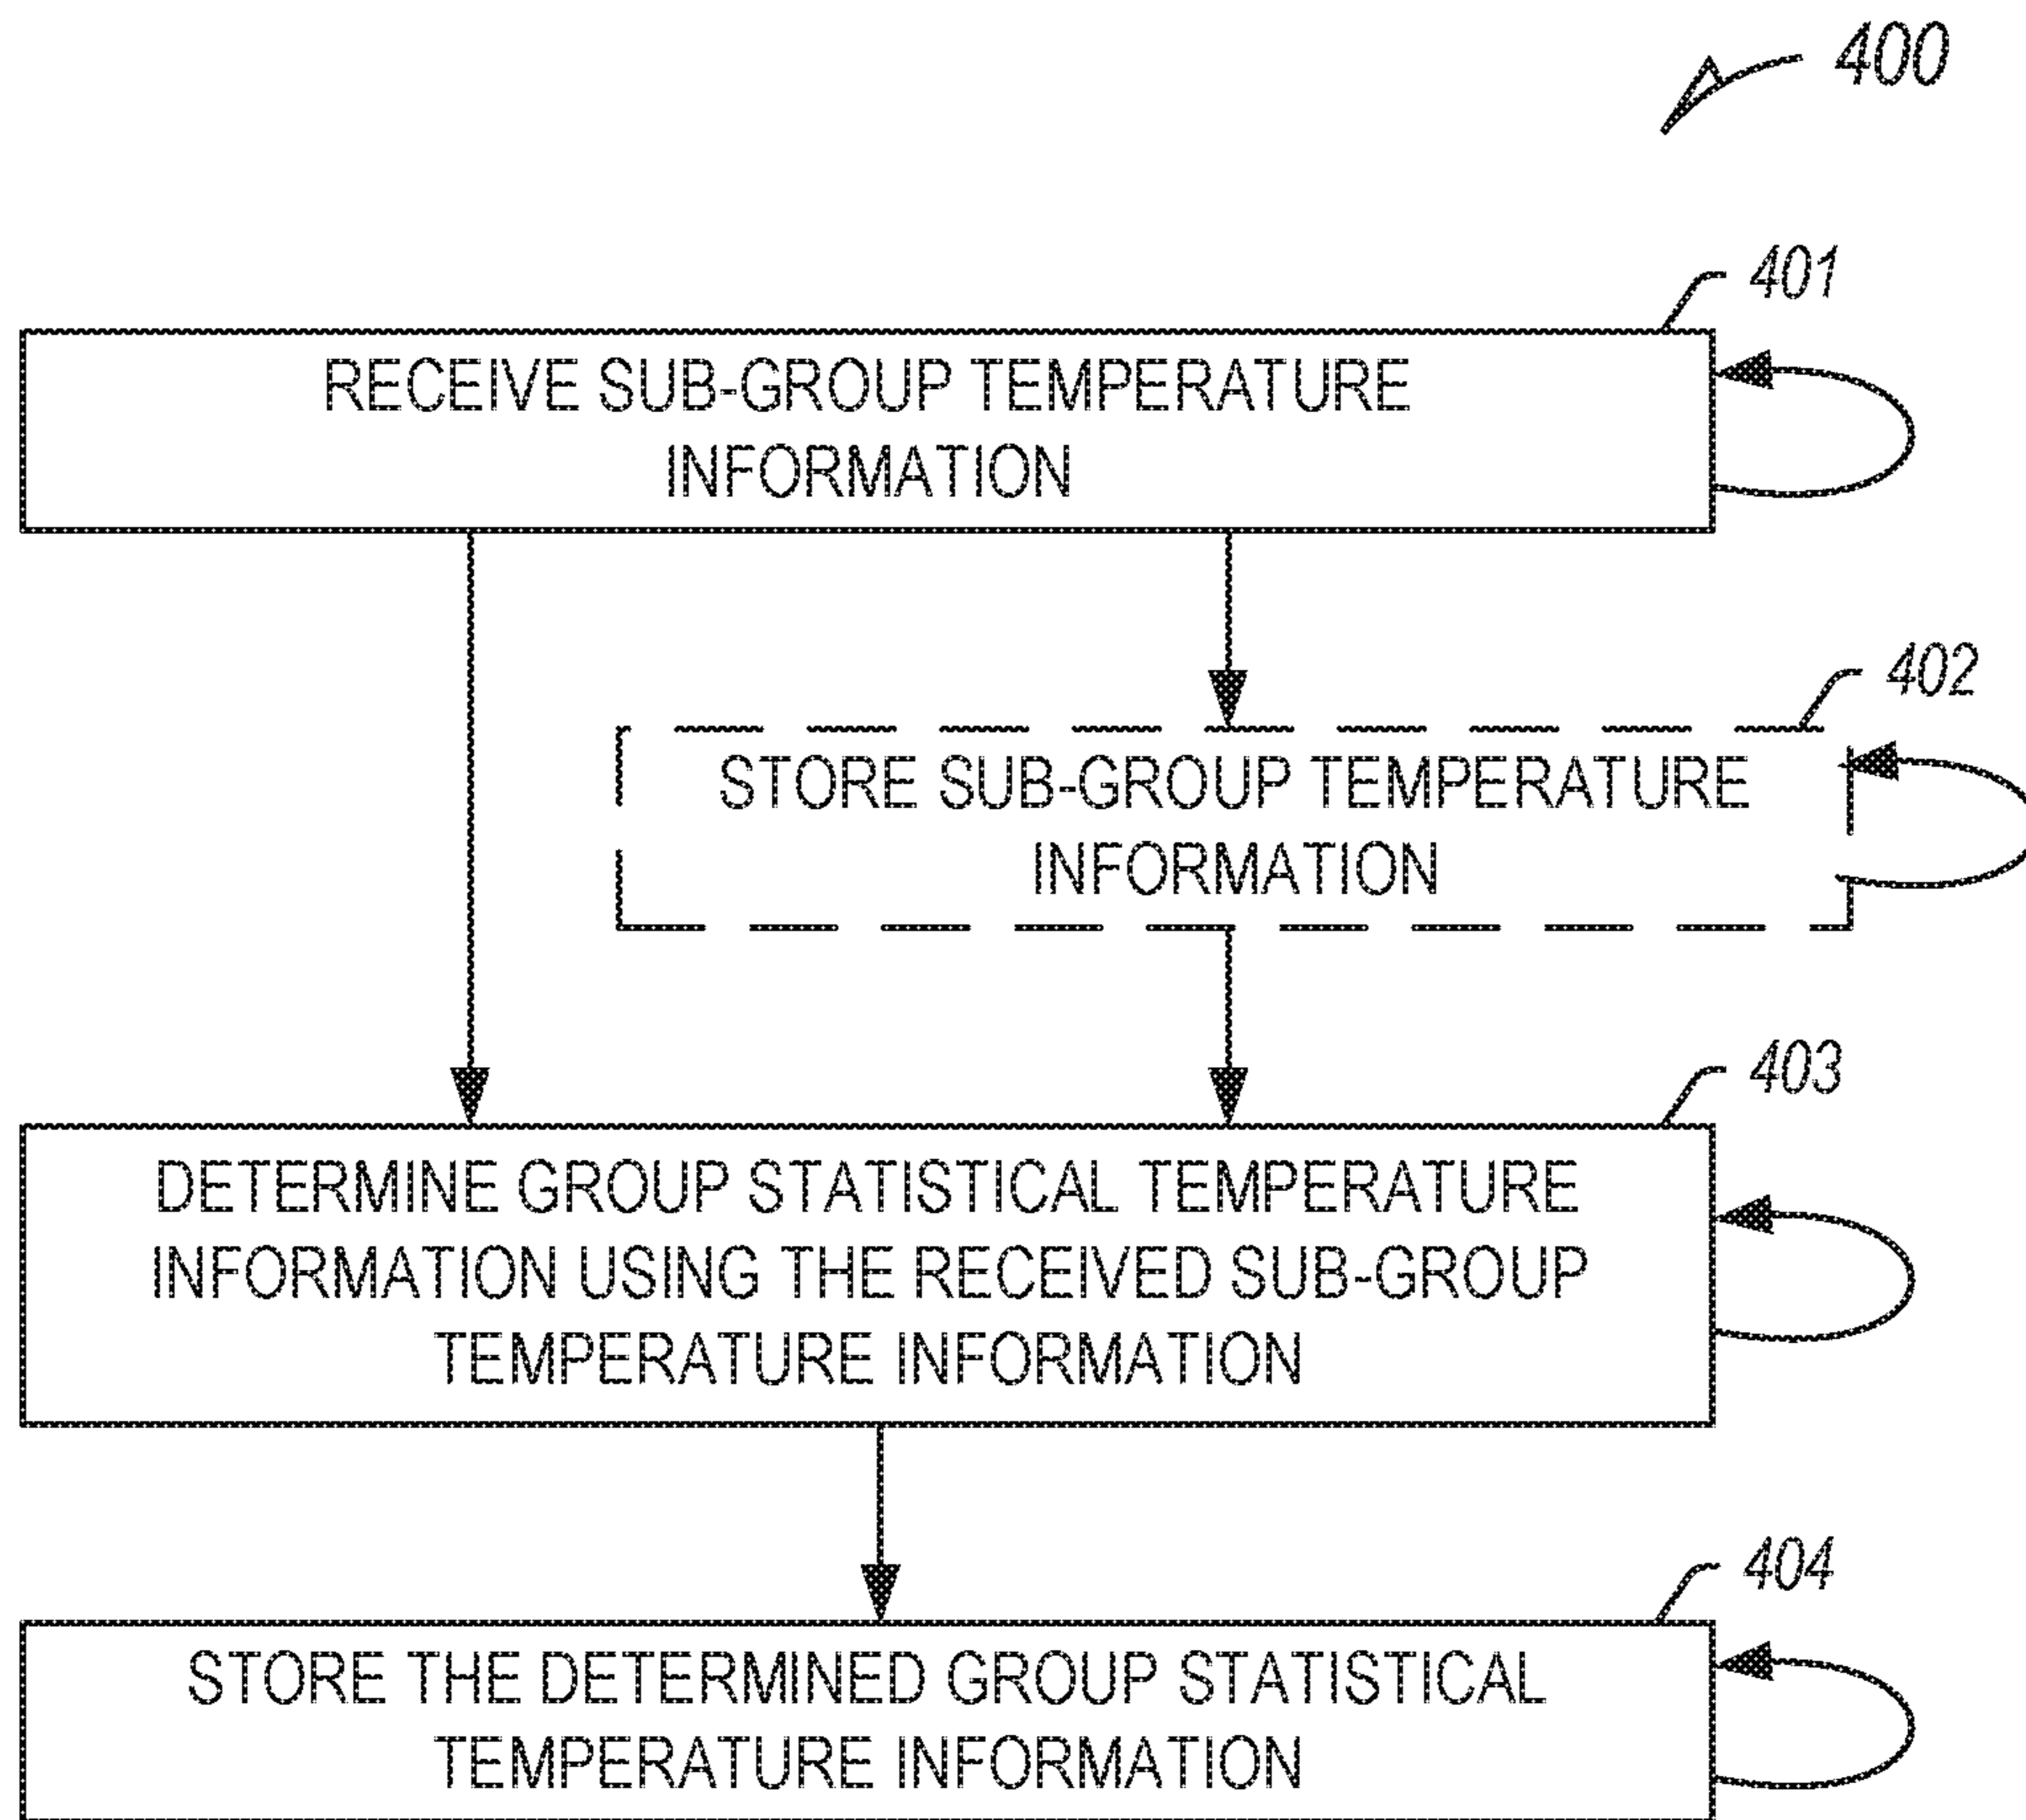 400
401
RECEIVE SUB-GROUP TEMPERATURE
INFORMATION
402
STORE SUB-GROUP TEMPERATURE
INFORMATION
403
DETERMINE GROUP STATISTICAL TEMPERATURE
INFORMATION USING THE RECEIVED SUB-GROUP
TEMPERATURE INFORMATION
404
STORE THE DETERMINED GROUP STATISTICAL
TEMPERATURE INFORMATION